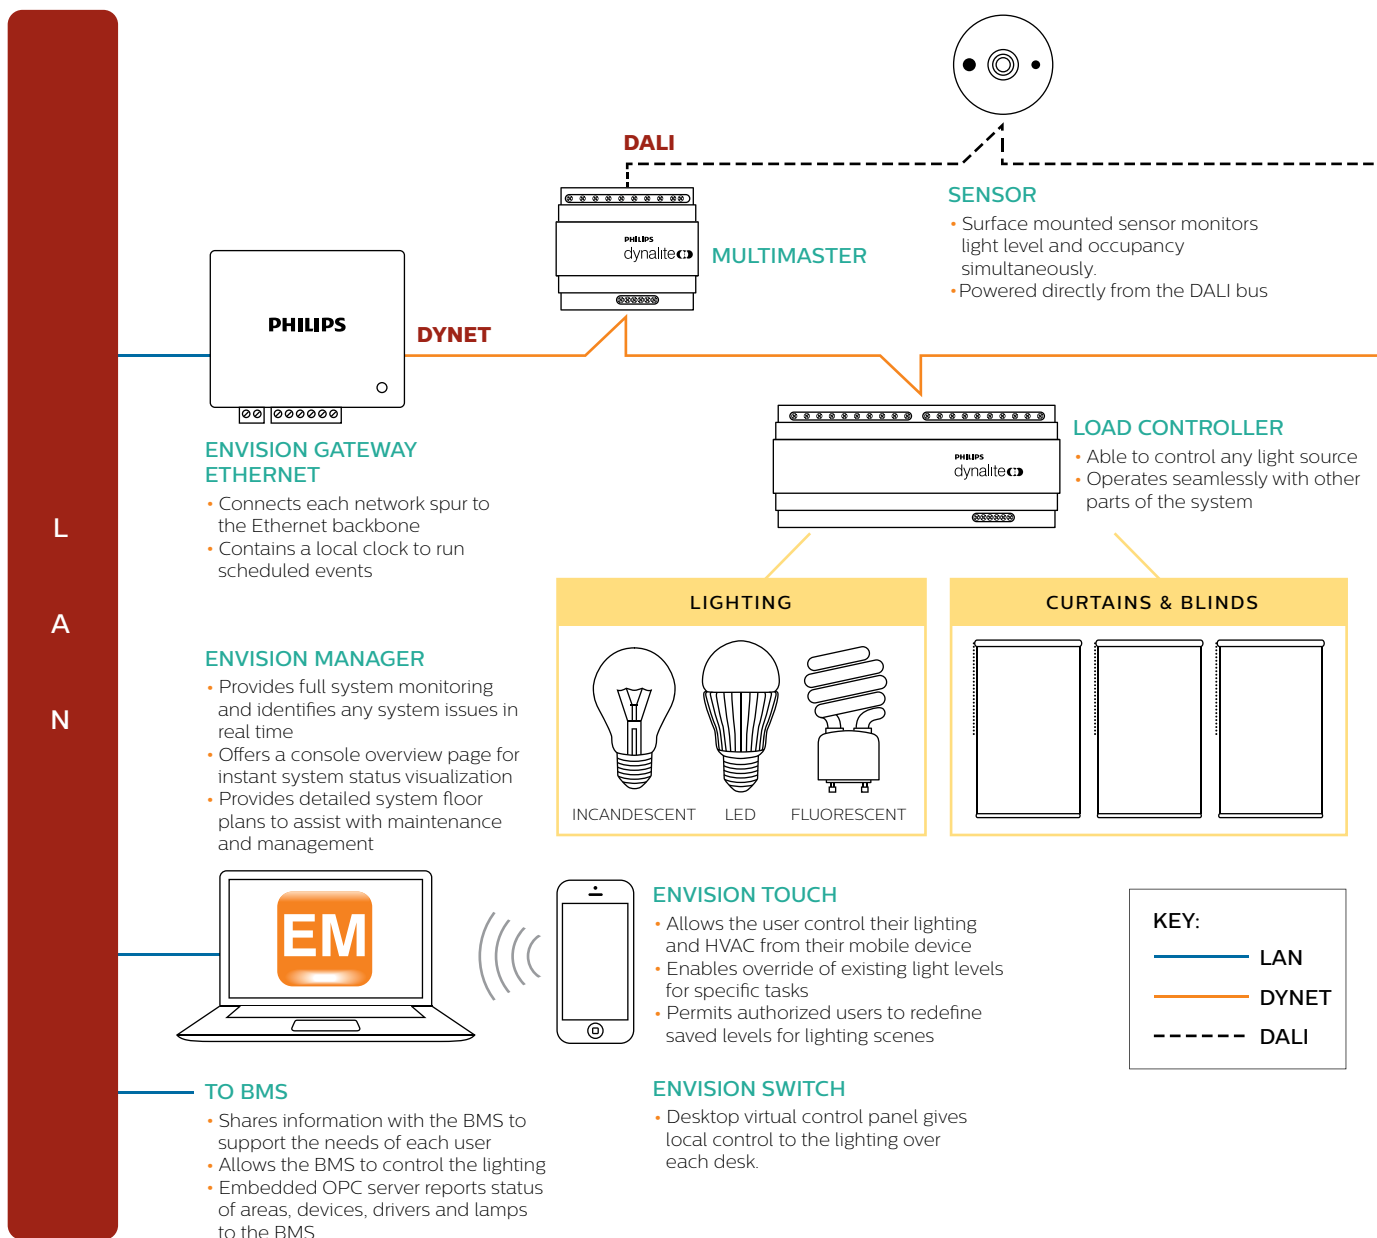 L
A
N
DALI
PHILIPS
dynalite
MULTIMASTER
SENSOR
• Surface mounted sensor monitors
light level and occupancy
simultaneously.
• Powered directly from the DALI bus
PHILIPS
DYNET
ENVISION GATEWAY
ETHERNET
• Connects each network spur to
the Ethernet backbone
• Contains a local clock to run
scheduled events
PHILIPS
dynalite
LOAD CONTROLLER
• Able to control any light source
• Operates seamlessly with other
parts of the system
LIGHTING
INCANDESCENT
LED
FLUORESCENT
CURTAINS & BLINDS
ENVISION MANAGER
• Provides full system monitoring
and identifies any system issues in
real time
• Offers a console overview page for
instant system status visualization
• Provides detailed system floor
plans to assist with maintenance
and management
EM
ENVISION TOUCH
• Allows the user control their lighting
and HVAC from their mobile device
• Enables override of existing light levels
for specific tasks
• Permits authorized users to redefine
saved levels for lighting scenes
KEY:
LAN
DYNET
DALI
TO BMS
• Shares information with the BMS to
support the needs of each user
• Allows the BMS to control the lighting
• Embedded OPC server reports status
of areas, devices, drivers and lamps
to the BMS
ENVISION SWITCH
• Desktop virtual control panel gives
local control to the lighting over
each desk.